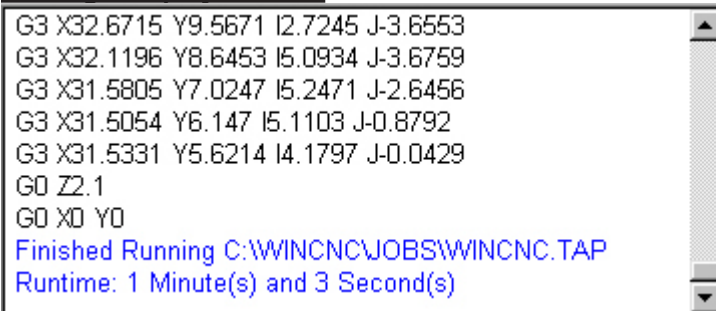 G3 X32.6715 Y9.5671 I2.7245 J-3.6553
G3 X32.1196 Y8.6453 I5.0934 J-3.6759
G3 X31.5805 Y7.0247 I5.2471 J-2.6456
G3 X31.5054 Y6.147 I5.1103 J-0.8792
G3 X31.5331 Y5.6214 I4.1797 J-0.0429
G0 Z2.1
G0 X0 Y0
Finished Running C:\WINCNC\JOBS\WINCNC.TAP
Runtime: 1 Minute(s) and 3 Second(s)